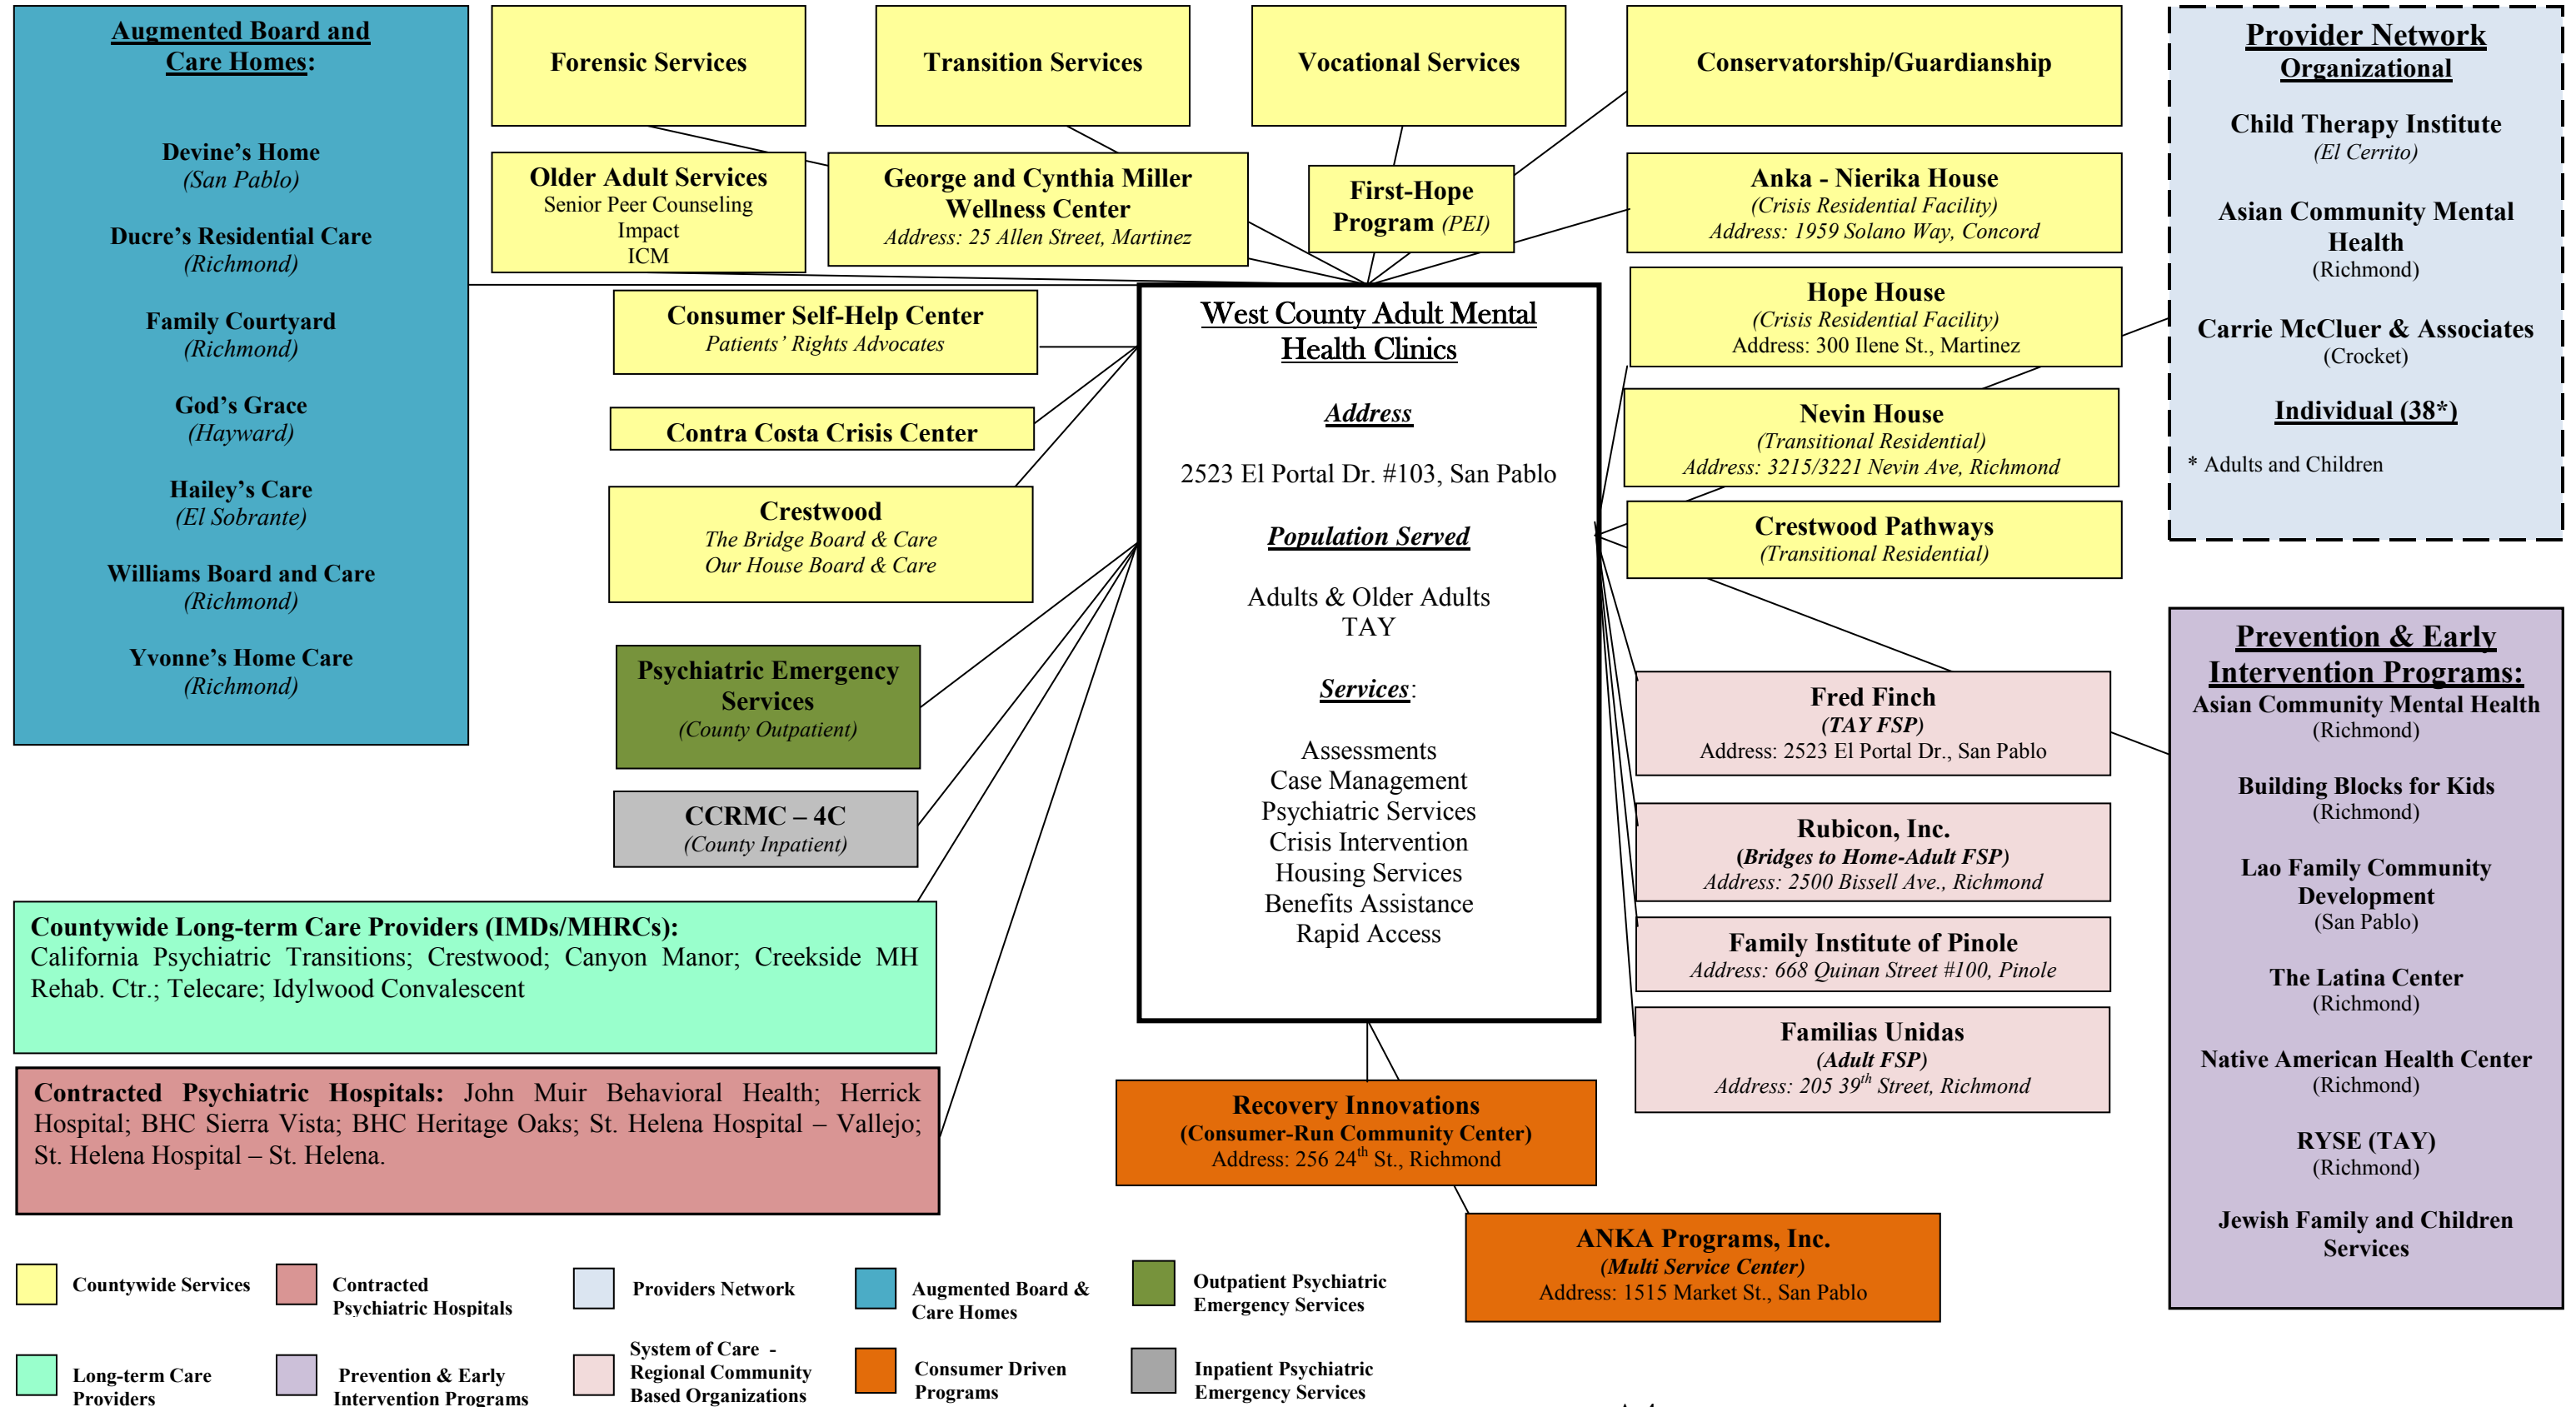 Augmented Board and
Care Homes:
Devine’s Home
(San Pablo)
Ducre’s Residential Care
(Richmond)
Family Courtyard
(Richmond)
God’s Grace
(Hayward)
Hailey’s Care
(El Sobrante)
Williams Board and Care
(Richmond)
Yvonne’s Home Care
(Richmond)
Forensic Services
Transition Services
Vocational Services
Conservatorship/Guardianship
Older Adult Services
Senior Peer Counseling
Impact
ICM
George and Cynthia Miller
Wellness Center
Address: 25 Allen Street, Martinez
First-Hope
Program (PEI)
Anka - Nierika House
(Crisis Residential Facility)
Address: 1959 Solano Way, Concord
Hope House
(Crisis Residential Facility)
Address: 300 Ilene St., Martinez
Nevin House
(Transitional Residential)
Address: 3215/3221 Nevin Ave, Richmond
Crestwood Pathways
(Transitional Residential)
Consumer Self-Help Center
Patients’ Rights Advocates
Contra Costa Crisis Center
Crestwood
The Bridge Board & Care
Our House Board & Care
Psychiatric Emergency
Services
(County Outpatient)
CCRMC – 4C
(County Inpatient)
Countywide Long-term Care Providers (IMDs/MHRCs):
California Psychiatric Transitions; Crestwood; Canyon Manor; Creekside MH
Rehab. Ctr.; Telecare; Idylwood Convalescent
Contracted Psychiatric Hospitals: John Muir Behavioral Health; Herrick
Hospital; BHC Sierra Vista; BHC Heritage Oaks; St. Helena Hospital – Vallejo;
St. Helena Hospital – St. Helena.
West County Adult Mental
Health Clinics
Address
2523 El Portal Dr. #103, San Pablo
Population Served
Adults & Older Adults
TAY
Services:
Assessments
Case Management
Psychiatric Services
Crisis Intervention
Housing Services
Benefits Assistance
Rapid Access
Fred Finch
(TAY FSP)
Address: 2523 El Portal Dr., San Pablo
Rubicon, Inc.
(Bridges to Home-Adult FSP)
Address: 2500 Bissell Ave., Richmond
Family Institute of Pinole
Address: 668 Quinan Street #100, Pinole
Familias Unidas
(Adult FSP)
Address: 205 39th Street, Richmond
Recovery Innovations
(Consumer-Run Community Center)
Address: 256 24th St., Richmond
ANKA Programs, Inc.
(Multi Service Center)
Address: 1515 Market St., San Pablo
Provider Network
Organizational
Child Therapy Institute
(El Cerrito)
Asian Community Mental
Health
(Richmond)
Carrie McCluer & Associates
(Crocket)
Individual (38*)
* Adults and Children
Prevention & Early
Intervention Programs:
Asian Community Mental Health
(Richmond)
Building Blocks for Kids
(Richmond)
Lao Family Community
Development
(San Pablo)
The Latina Center
(Richmond)
Native American Health Center
(Richmond)
RYSE (TAY)
(Richmond)
Jewish Family and Children
Services
Countywide Services
Contracted
Psychiatric Hospitals
Providers Network
Augmented Board &
Care Homes
Outpatient Psychiatric
Emergency Services
Long-term Care
Providers
Prevention & Early
Intervention Programs
System of Care -
Regional Community
Based Organizations
Consumer Driven
Programs
Inpatient Psychiatric
Emergency Services